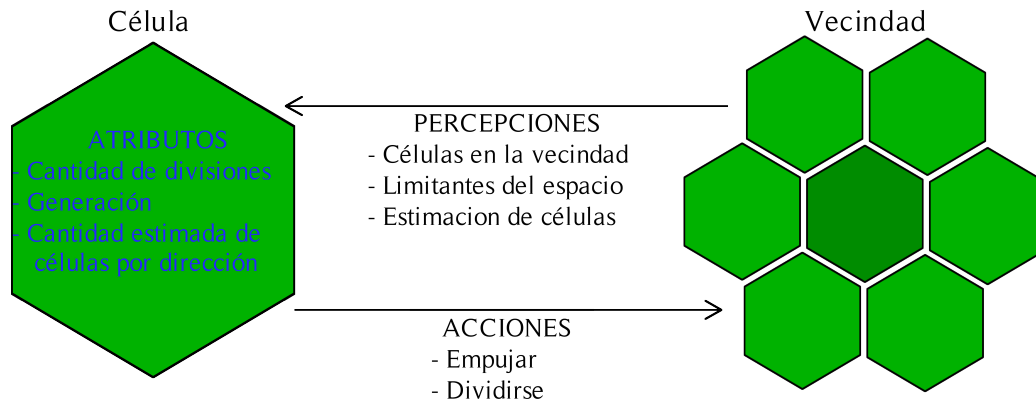 Célula
Vecindad
ATRIBUTOS
- Cantidad de divisiones
- Generación
- Cantidad estimada de
células por dirección
PERCEPCIONES
- Células en la vecindad
- Limitantes del espacio
- Estimacion de células
ACCIONES
- Empujar
- Dividirse